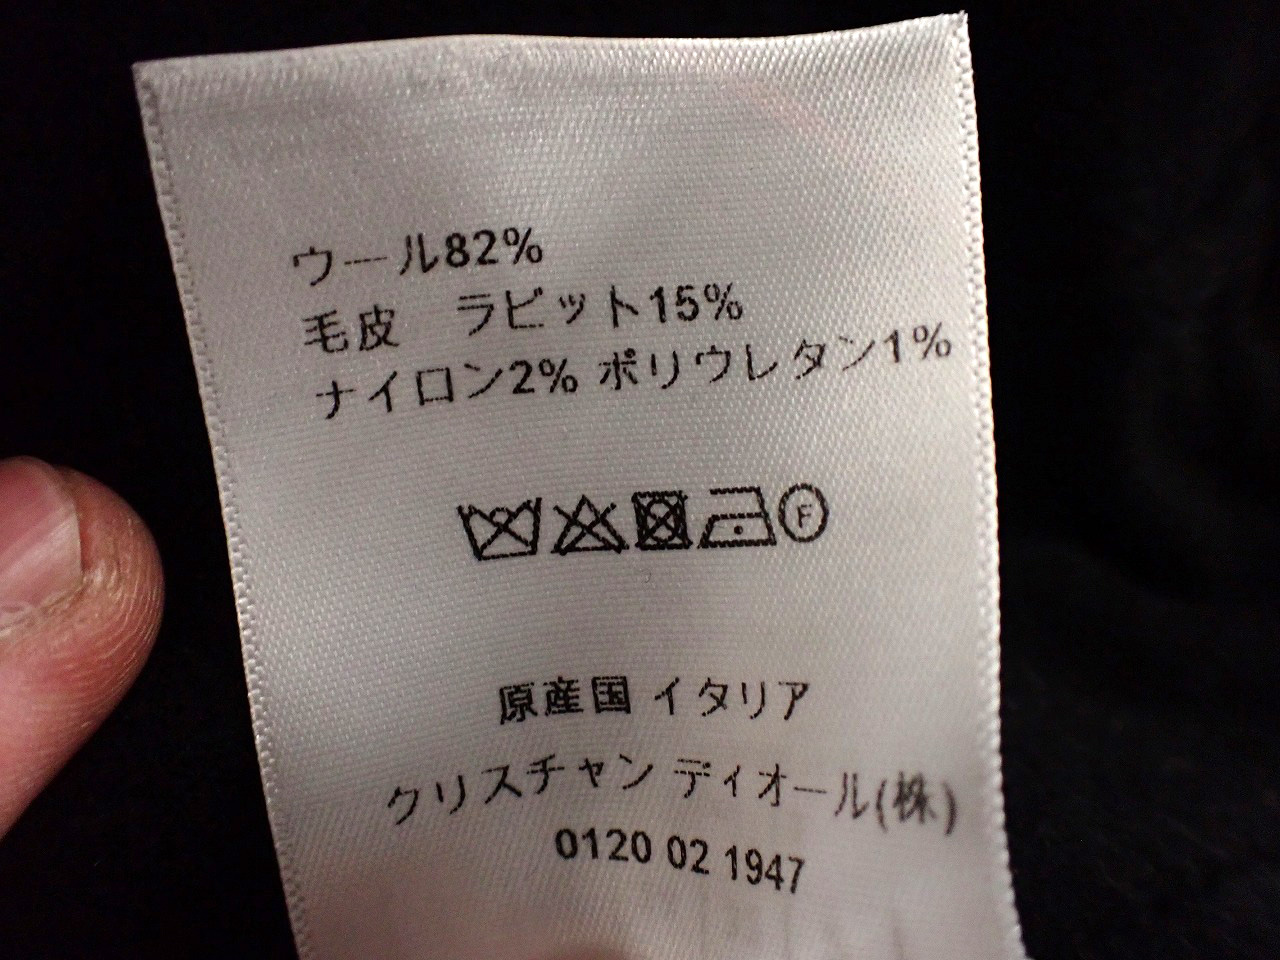 ウール82%
毛皮　ラビット15%
ナイロン2% ポリウレタン1%
F
原産国 イタリア
クリスチャン ディオール(株)
0120 02 1947